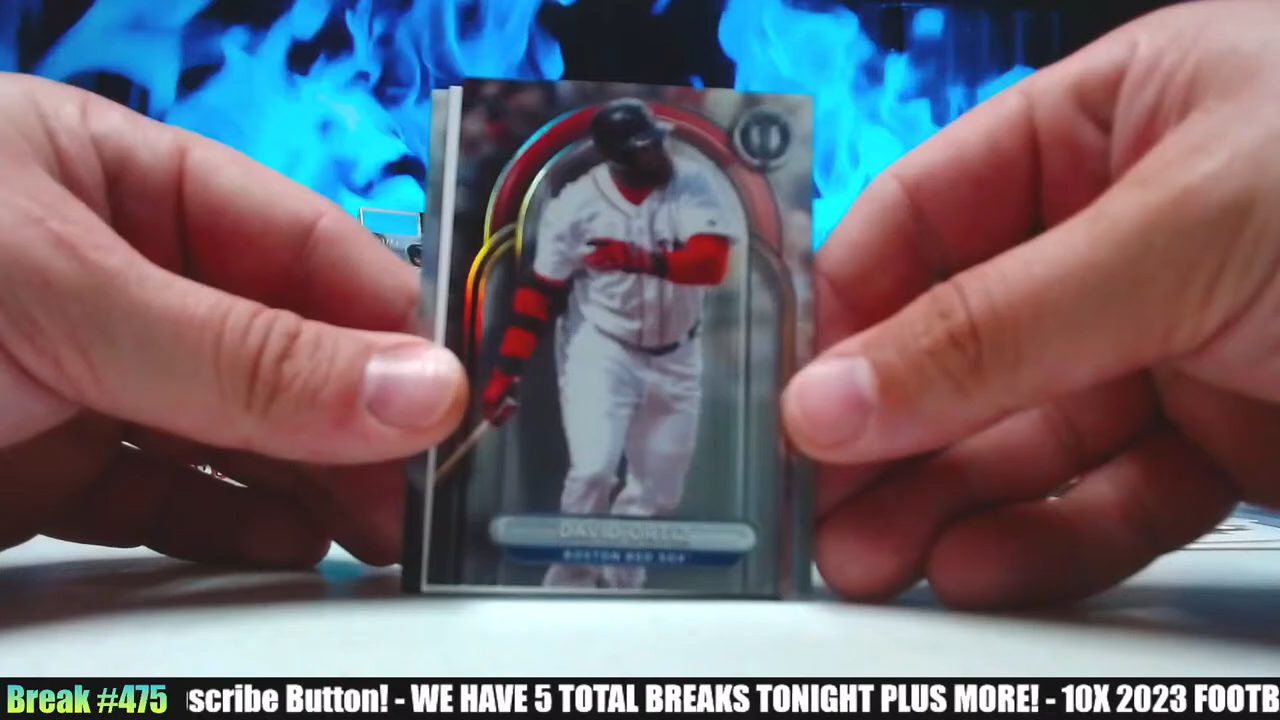 DAVID ORTIZ
BOSTON RED SOX
Break #475 scribe Button! - WE HAVE 5 TOTAL BREAKS TONIGHT PLUS MORE! - 10X 2023 FOOTB